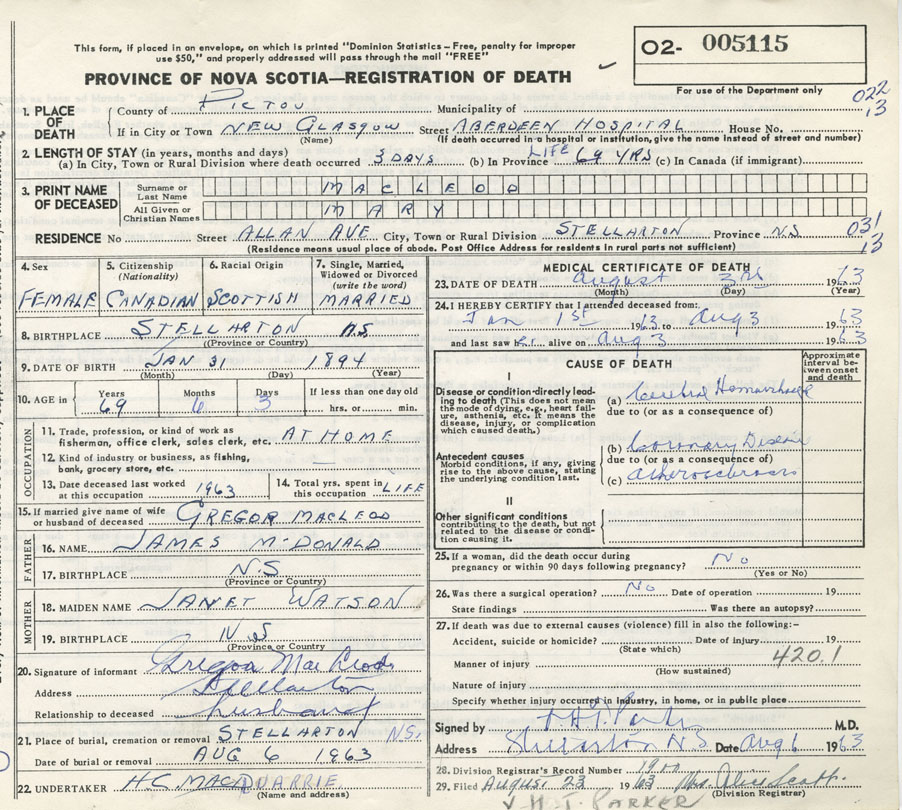 This form, if placed in an envelope, on which is printed "Dominion Statistics – Free, penalty for improper
use $50," and properly addressed will pass through the mail "FREE"
O2- 005115
PROVINCE OF NOVA SCOTIA—REGISTRATION OF DEATH
For use of the Department only
022
13
1. PLACE OF DEATH
County of PICTOU Municipality of
If in City or Town NEW GLASGOW Street ABERDEEN HOSPITAL House No.
(Name) (If death occurred in a hospital or institution, give the name instead of street and number)
2. LENGTH OF STAY (in years, months and days)
(a) In City, Town or Rural Division where death occurred 3 DAYS (b) In Province LIFE 69 YRS (c) In Canada (if immigrant)
3. PRINT NAME OF DECEASED
Surname or Last Name MACLEOD
All Given or Christian Names MARY
RESIDENCE No Street ALLAN AVE City, Town or Rural Division STELLARTON Province N.S 031
13
(Residence means usual place of abode. Post Office Address for residents in rural parts not sufficient)
4. Sex
FEMALE
5. Citizenship (Nationality)
CANADIAN
6. Racial Origin
SCOTTISH
7. Single, Married, Widowed or Divorced (write the word)
MARRIED
8. BIRTHPLACE STELLARTON N.S
(Province or Country)
9. DATE OF BIRTH JAN 31 1894
(Month) (Day) (Year)
10. AGE in Years Months Days If less than one day old
69 6 3 hrs. or min.
OCCUPATION
11. Trade, profession, or kind of work as
fisherman, office clerk, sales clerk, etc. AT HOME
12. Kind of industry or business, as fishing,
bank, grocery store, etc.
13. Date deceased last worked
at this occupation 1963
14. Total yrs. spent in
this occupation LIFE
15. If married give name of wife
or husband of deceased GREGOR MACLEOD
FATHER
16. NAME JAMES McDONALD
17. BIRTHPLACE N.S
(Province or Country)
MOTHER
18. MAIDEN NAME JANET WATSON
19. BIRTHPLACE N S
(Province or Country)
20. Signature of informant Gregor MacLeod
Address Stellarton
Relationship to deceased husband
21. Place of burial, cremation or removal STELLARTON NS.
Date of burial or removal AUG 6 1963
22. UNDERTAKER H C MACQUARRIE
(Name and address)
MEDICAL CERTIFICATE OF DEATH
23. DATE OF DEATH August 3rd 1963
(Month) (Day) (Year)
24. I HEREBY CERTIFY that I attended deceased from:
Jan 1st 1963 to Aug 3 1963
and last saw her alive on Aug 3 1963
CAUSE OF DEATH
Approximate interval between onset and death
I
Disease or condition directly leading to death (This does not mean
the mode of dying, e.g., heart failure, asthenia, etc. It means the
disease, injury, or complication
which caused death.)
(a) Cerebral Hemorrhage
due to (or as a consequence of)
Antecedent causes
Morbid conditions, if any, giving
rise to the above cause, stating
the underlying condition last.
(b) Coronary Disease
due to (or as a consequence of)
(c) Atherosclerosis
II
Other significant conditions
contributing to the death, but not
related to the disease or condition causing it.
25. If a woman, did the death occur during
pregnancy or within 90 days following pregnancy? No
(Yes or No)
26. Was there a surgical operation? No Date of operation 19
State findings Was there an autopsy?
27. If death was due to external causes (violence) fill in also the following:–
Accident, suicide or homicide? Date of injury 19
(State which)
420.1
Manner of injury
(How sustained)
Nature of injury
Specify whether injury occurred in industry, in home, or in public place
Signed by H.T. Parker M.D.
Address Stellarton N.S Date Aug 6 1963
28. Division Registrar's Record Number
29. Filed August 23 1963 Mrs. Alice Scott
(Division Registrar)
H.T. PARKER